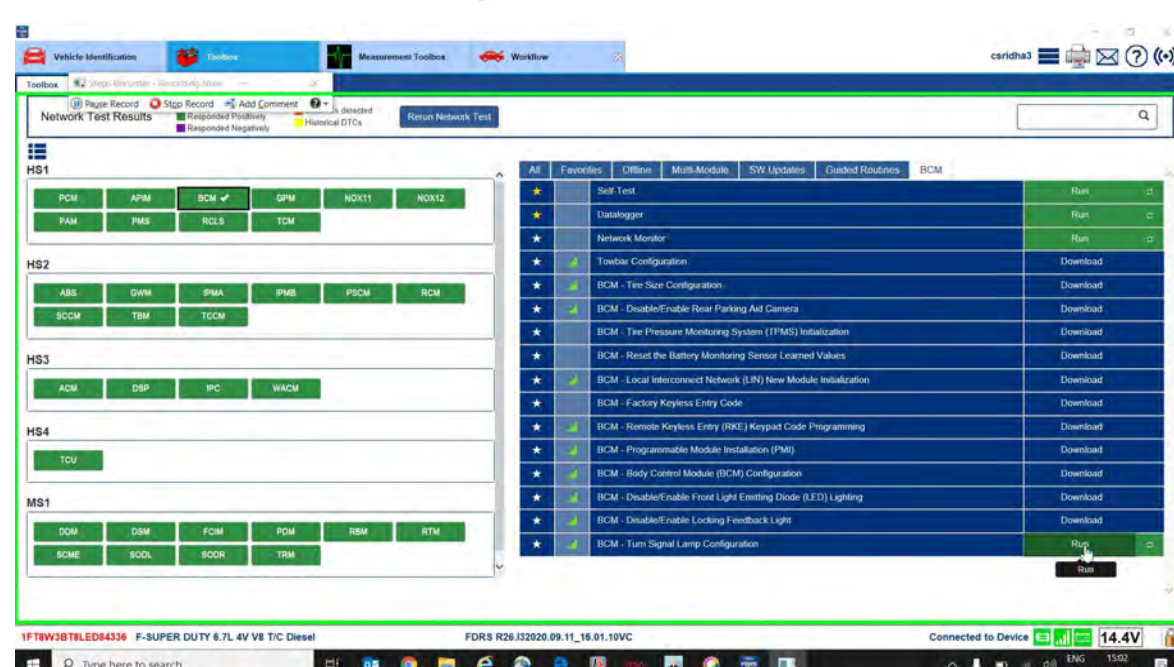 Vehicle Identification
Toolbox
Measurement Toolbox
Workflow
csridha3
Toolbox
Pause Record
Stop Record
Add Comment
Network Test Results
Responded Positively
Responded Negatively
detected
Historical DTCs
Rerun Network Test
HS1
PCM APIM BCM GPM NOX11 NOX12
PAM PMS RCLS TCM
HS2
ABS GWM IPMA IPMB PSCM RCM
SCCM TBM TCCM
HS3
ACM DSP IPC WACM
HS4
TCU
MS1
DDM DSM FCIM PDM RBM RTM
SCME SODL SODR TRM
All Favorites Offline Multi-Module SW Updates Guided Routines BCM
Self-Test Run
Datalogger Run
Network Monitor Run
Towbar Configuration Download
BCM - Tire Size Configuration Download
BCM - Disable/Enable Rear Parking Aid Camera Download
BCM - Tire Pressure Monitoring System (TPMS) Initialization Download
BCM - Reset the Battery Monitoring Sensor Learned Values Download
BCM - Local Interconnect Network (LIN) New Module Initialization Download
BCM - Factory Keyless Entry Code Download
BCM - Remote Keyless Entry (RKE) Keypad Code Programming Download
BCM - Programmable Module Installation (PMI) Download
BCM - Body Control Module (BCM) Configuration Download
BCM - Disable/Enable Front Light Emitting Diode (LED) Lighting Download
BCM - Disable/Enable Locking Feedback Light Download
BCM - Turn Signal Lamp Configuration Run
Run
1FT8W3BT8LED84336 F-SUPER DUTY 6.7L 4V V8 T/C Diesel
FDRS R26.I32020.09.11_16.01.10VC
Connected to Device
14.4V
Type here to search
ENG
15:02